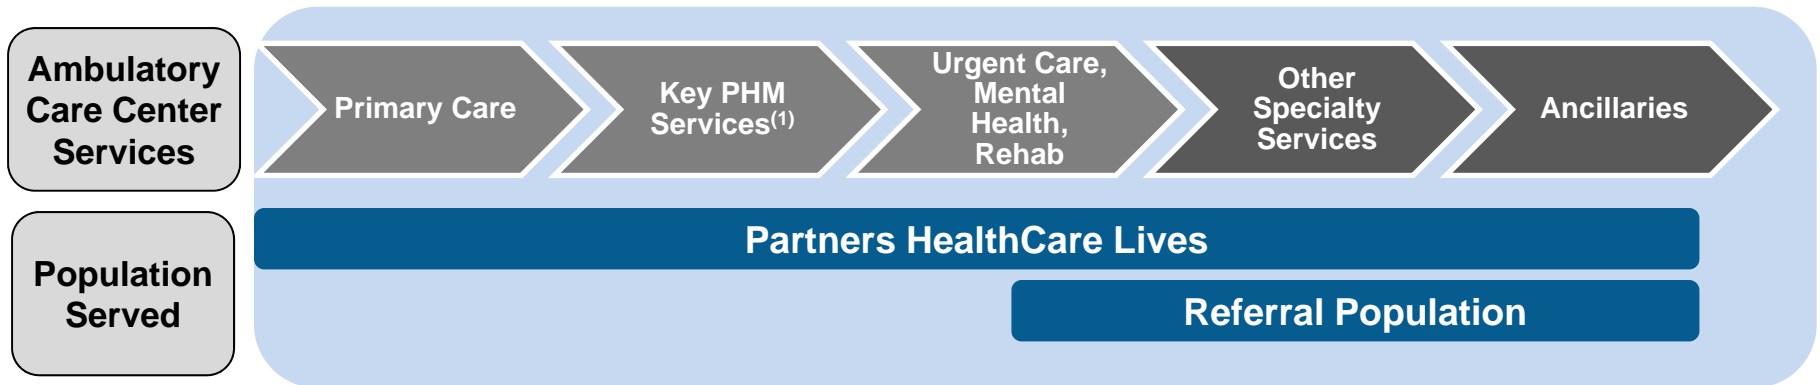 Ambulatory
Care Center
Services
Primary Care
Key PHM
Services(1)
Urgent Care,
Mental
Health,
Rehab
Other
Specialty
Services
Ancillaries
Population
Served
Partners HealthCare Lives
Referral Population